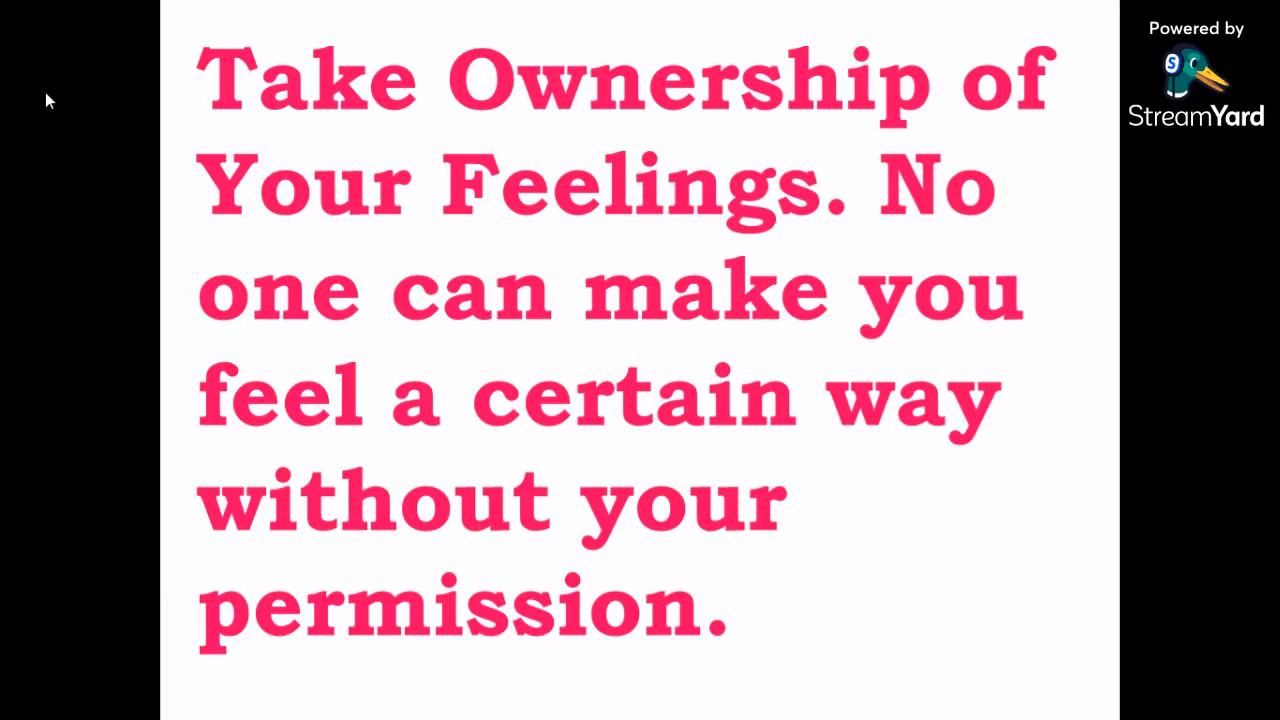 Take Ownership of
Your Feelings. No
one can make you
feel a certain way
without your
permission.
Powered by
S
StreamYard